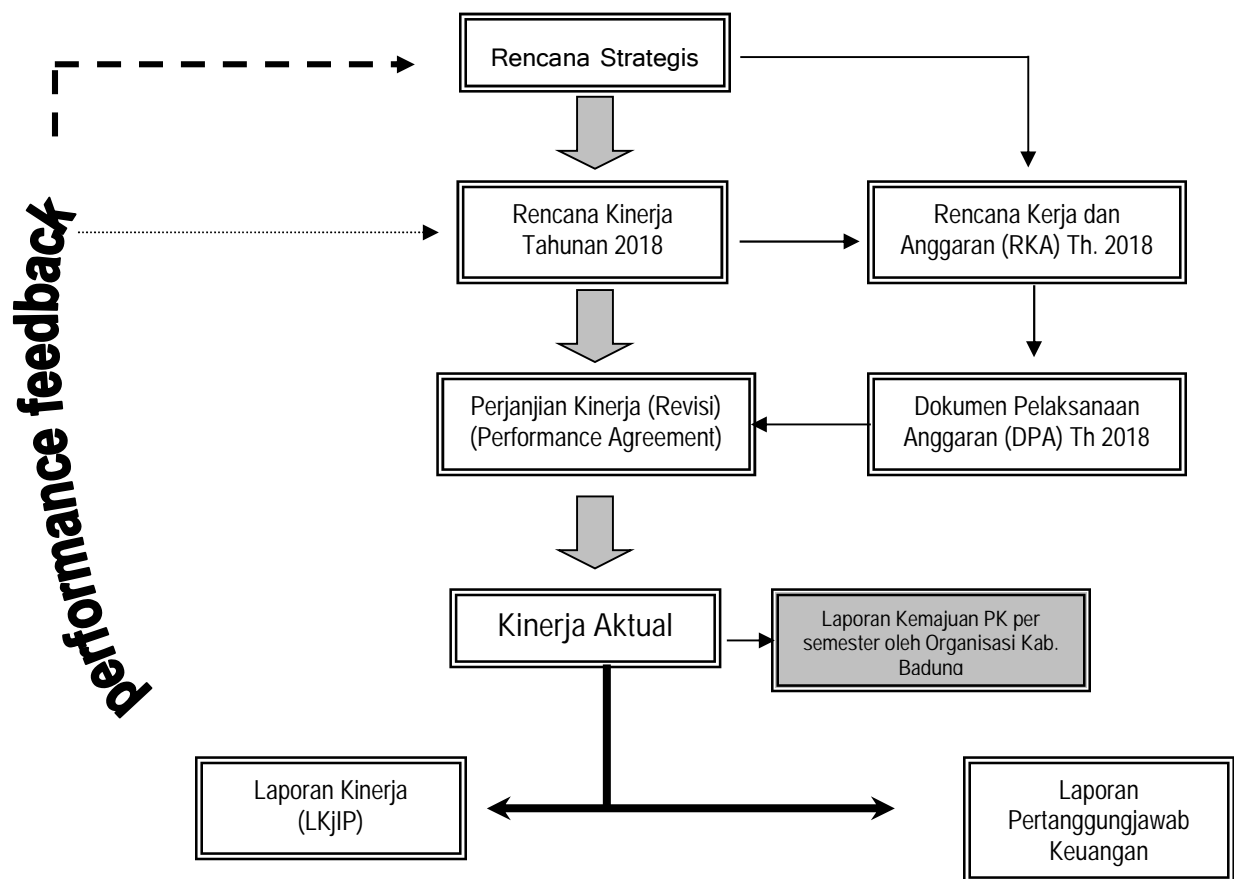 Rencana Strategis
Rencana Kinerja
Tahunan 2018
Rencana Kerja dan
Anggaran (RKA) Th. 2018
performance feedback
Perjanjian Kinerja (Revisi)
(Performance Agreement)
Dokumen Pelaksanaan
Anggaran (DPA) Th 2018
Kinerja Aktual
Laporan Kemajuan PK per
semester oleh Organisasi Kab.
Badung
Laporan Kinerja
(LKjIP)
Laporan
Pertanggungjawab
Keuangan